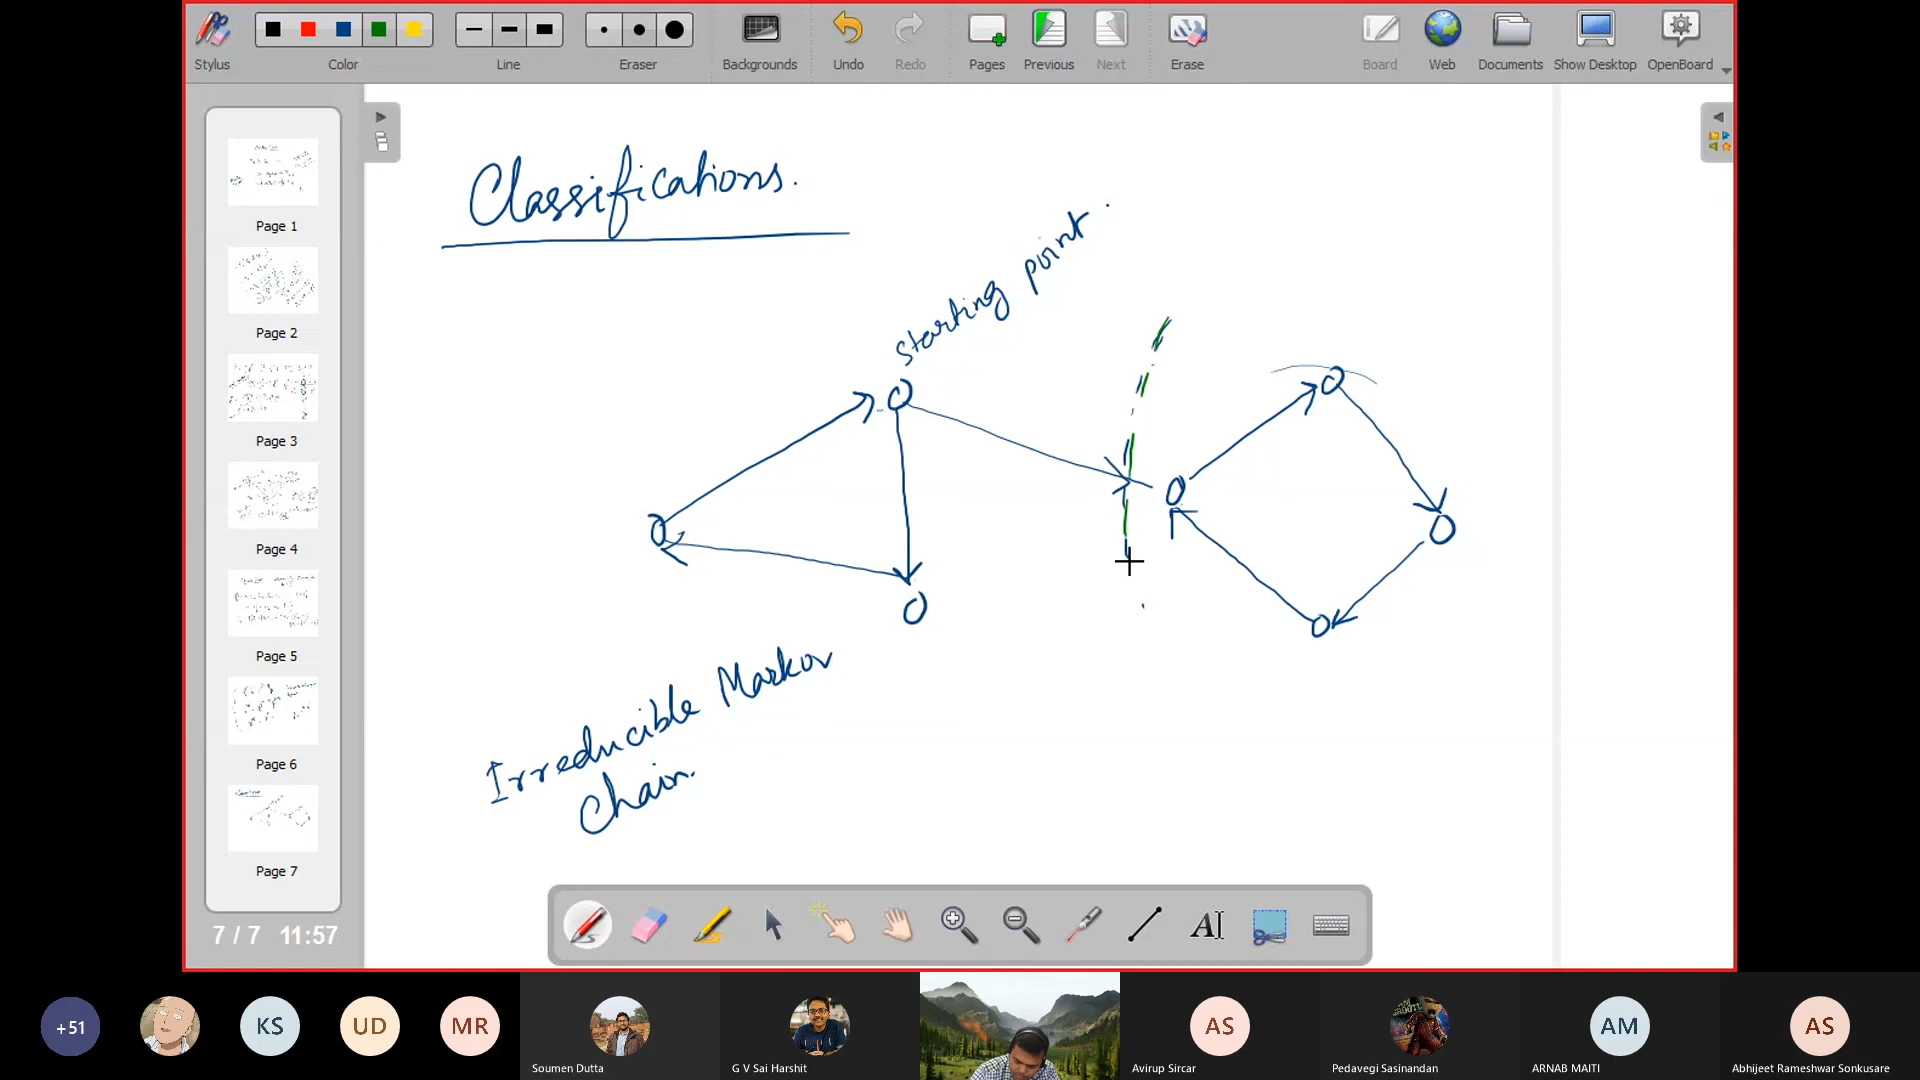 Stylus
Color
Line
Eraser
Backgrounds
Undo
Redo
Pages
Previous
Next
Erase
Board
Web
Documents
Show Desktop
OpenBoard
Page 1
Page 2
Page 3
Page 4
Page 5
Page 6
Page 7
7 / 7 11:57
Classifications.
starting point.
Irreducible Markov
Chain.
+51
KS
UD
MR
Soumen Dutta
G V Sai Harshit
AS
Avirup Sircar
Pedavegi Sasinandan
AM
ARNAB MAITI
AS
Abhijeet Rameshwar Sonkusare